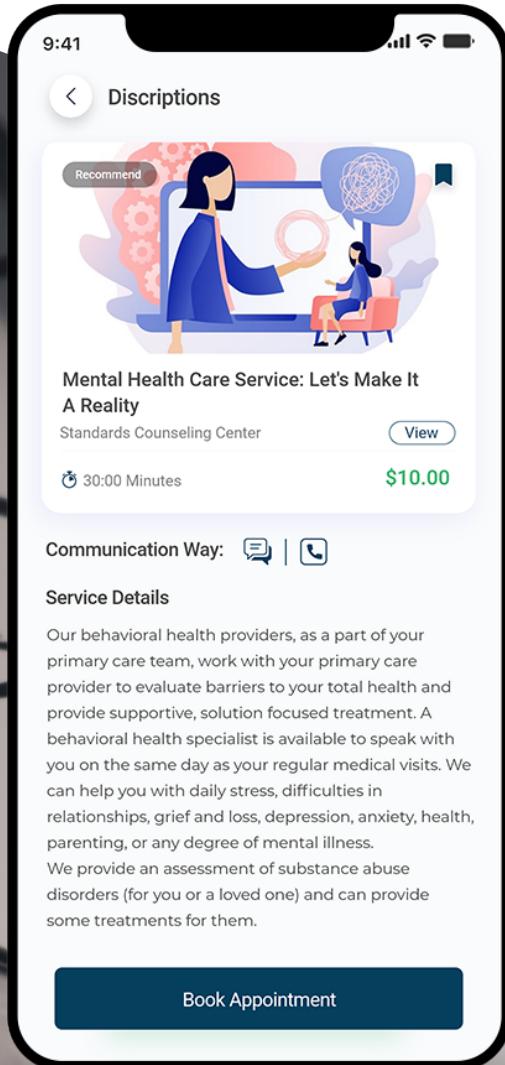 9:41
Discriptions
Recommend
Mental Health Care Service: Let's Make It
A Reality
Standards Counseling Center
View
30:00 Minutes
$10.00
Communication Way:
Service Details
Our behavioral health providers, as a part of your
primary care team, work with your primary care
provider to evaluate barriers to your total health and
provide supportive, solution focused treatment. A
behavioral health specialist is available to speak with
you on the same day as your regular medical visits. We
can help you with daily stress, difficulties in
relationships, grief and loss, depression, anxiety, health,
parenting, or any degree of mental illness.
We provide an assessment of substance abuse
disorders (for you or a loved one) and can provide
some treatments for them.
Book Appointment